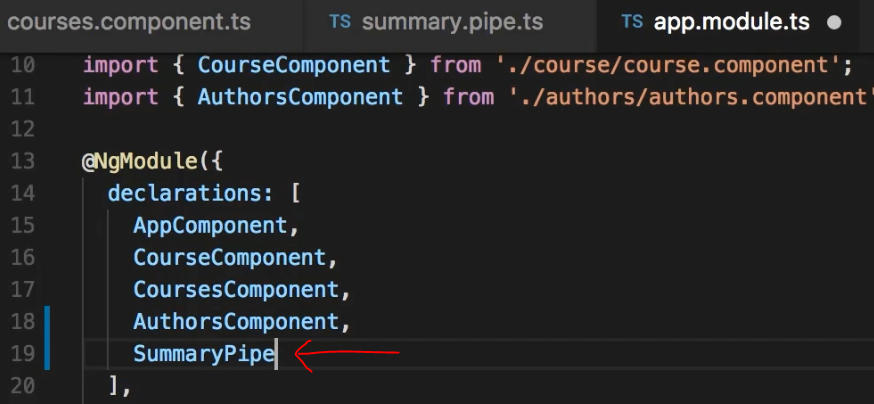 courses.component.ts TS summary.pipe.ts TS app.module.ts
10 import { CourseComponent } from './course/course.component';
11 import { AuthorsComponent } from './authors/authors.component'
12
13 @NgModule({
14 declarations: [
15 AppComponent,
16 CourseComponent,
17 CoursesComponent,
18 AuthorsComponent,
19 SummaryPipe
20 ],